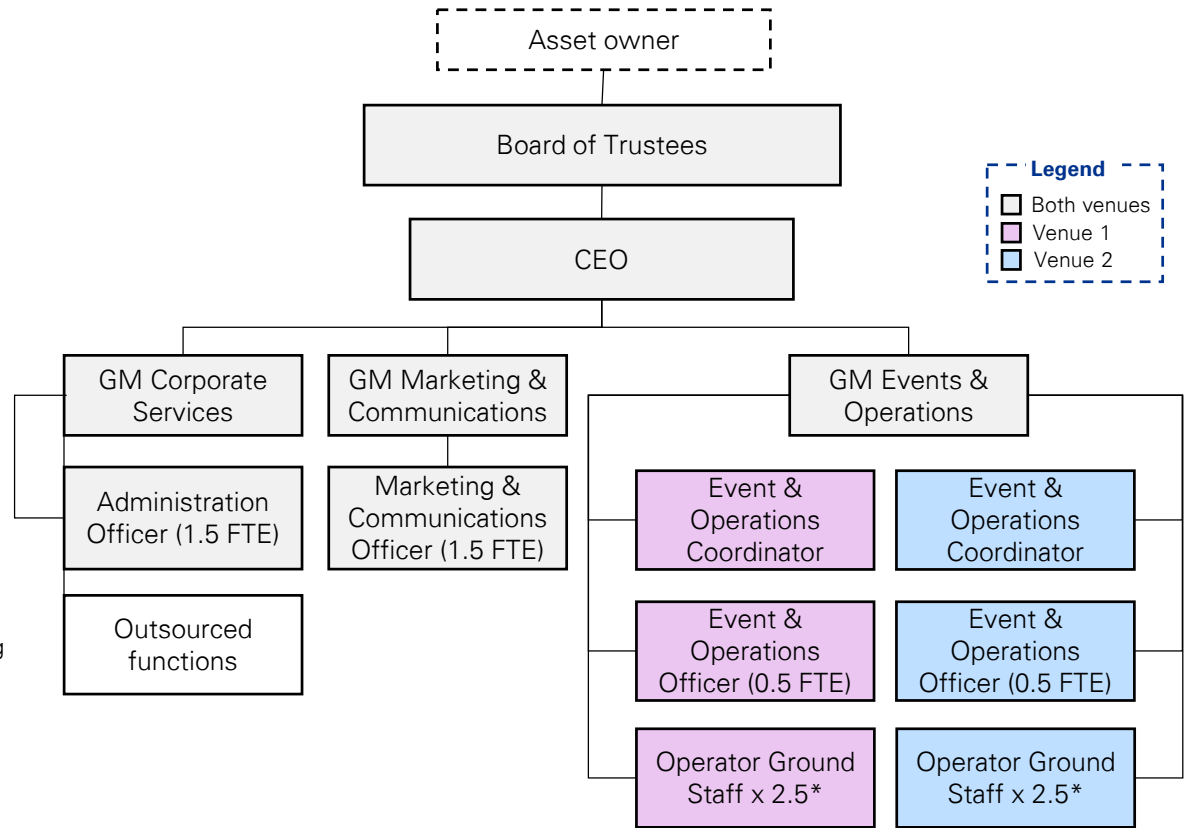 Asset owner
Board of Trustees
Legend
Both venues
Venue 1
Venue 2
CEO
GM Corporate
Services
GM Marketing &
Communications
GM Events &
Operations
Administration
Officer (1.5 FTE)
Marketing &
Communications
Officer (1.5 FTE)
Event &
Operations
Coordinator
Event &
Operations
Coordinator
g
Outsourced
functions
Event &
Operations
Officer (0.5 FTE)
Event &
Operations
Officer (0.5 FTE)
Operator Ground
Staff x 2.5*
Operator Ground
Staff x 2.5*